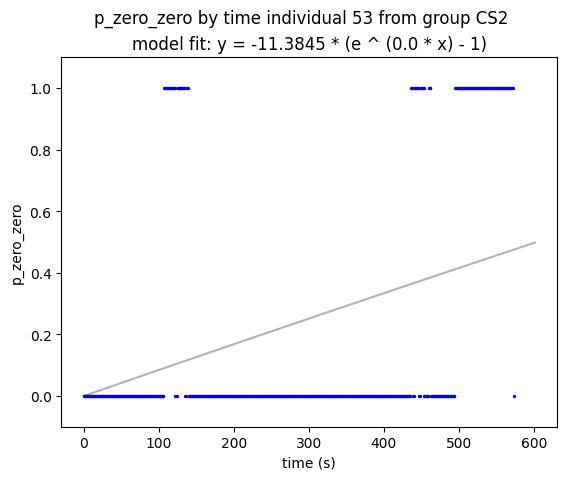 p_zero_zero by time individual 53 from group CS2
model fit: y = -11.3845 * (e ^ (0.0 * x) - 1)
1.0
0.8
0.6
0.4
0.2
0.0
p_zero_zero
0 100 200 300 400 500 600
time (s)